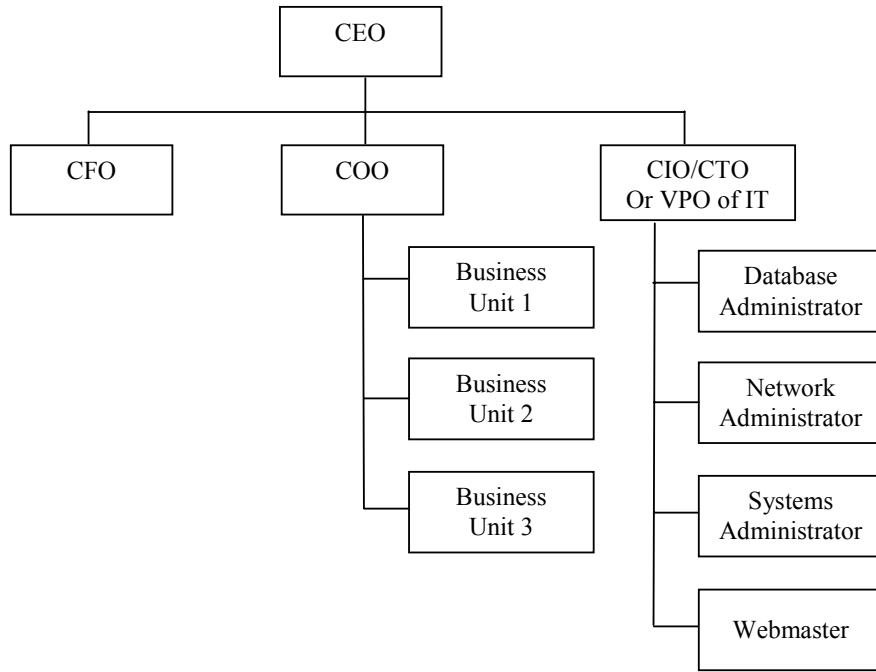 CEO
CFO
COO
CIO/CTO
Or VPO of IT
Business
Unit 1
Business
Unit 2
Business
Unit 3
Database
Administrator
Network
Administrator
Systems
Administrator
Webmaster